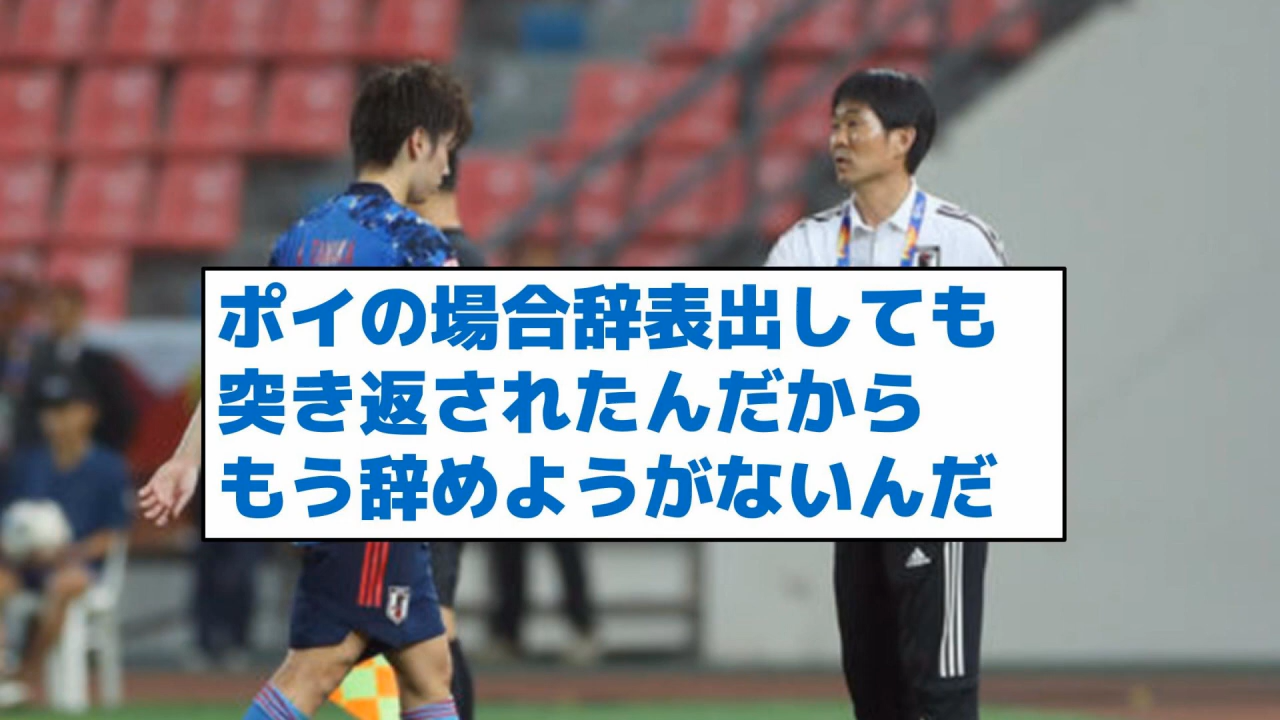 ポイの場合辞表出しても
突き返されたんだから
もう辞めようがないんだ